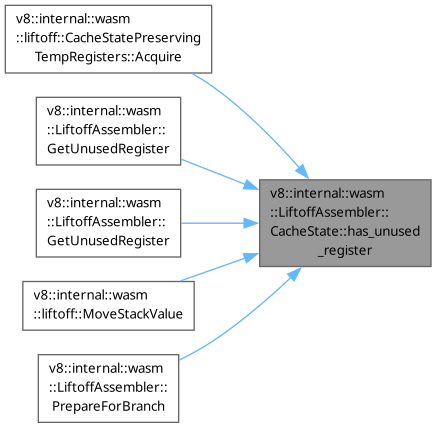 v8::internal::wasm
::liftoff::CacheStatePreserving
TempRegisters::Acquire
v8::internal::wasm
::LiftoffAssembler::
GetUnusedRegister
v8::internal::wasm
::LiftoffAssembler::
GetUnusedRegister
v8::internal::wasm
::liftoff::MoveStackValue
v8::internal::wasm
::LiftoffAssembler::
PrepareForBranch
v8::internal::wasm
::LiftoffAssembler::
CacheState::has_unused
_register